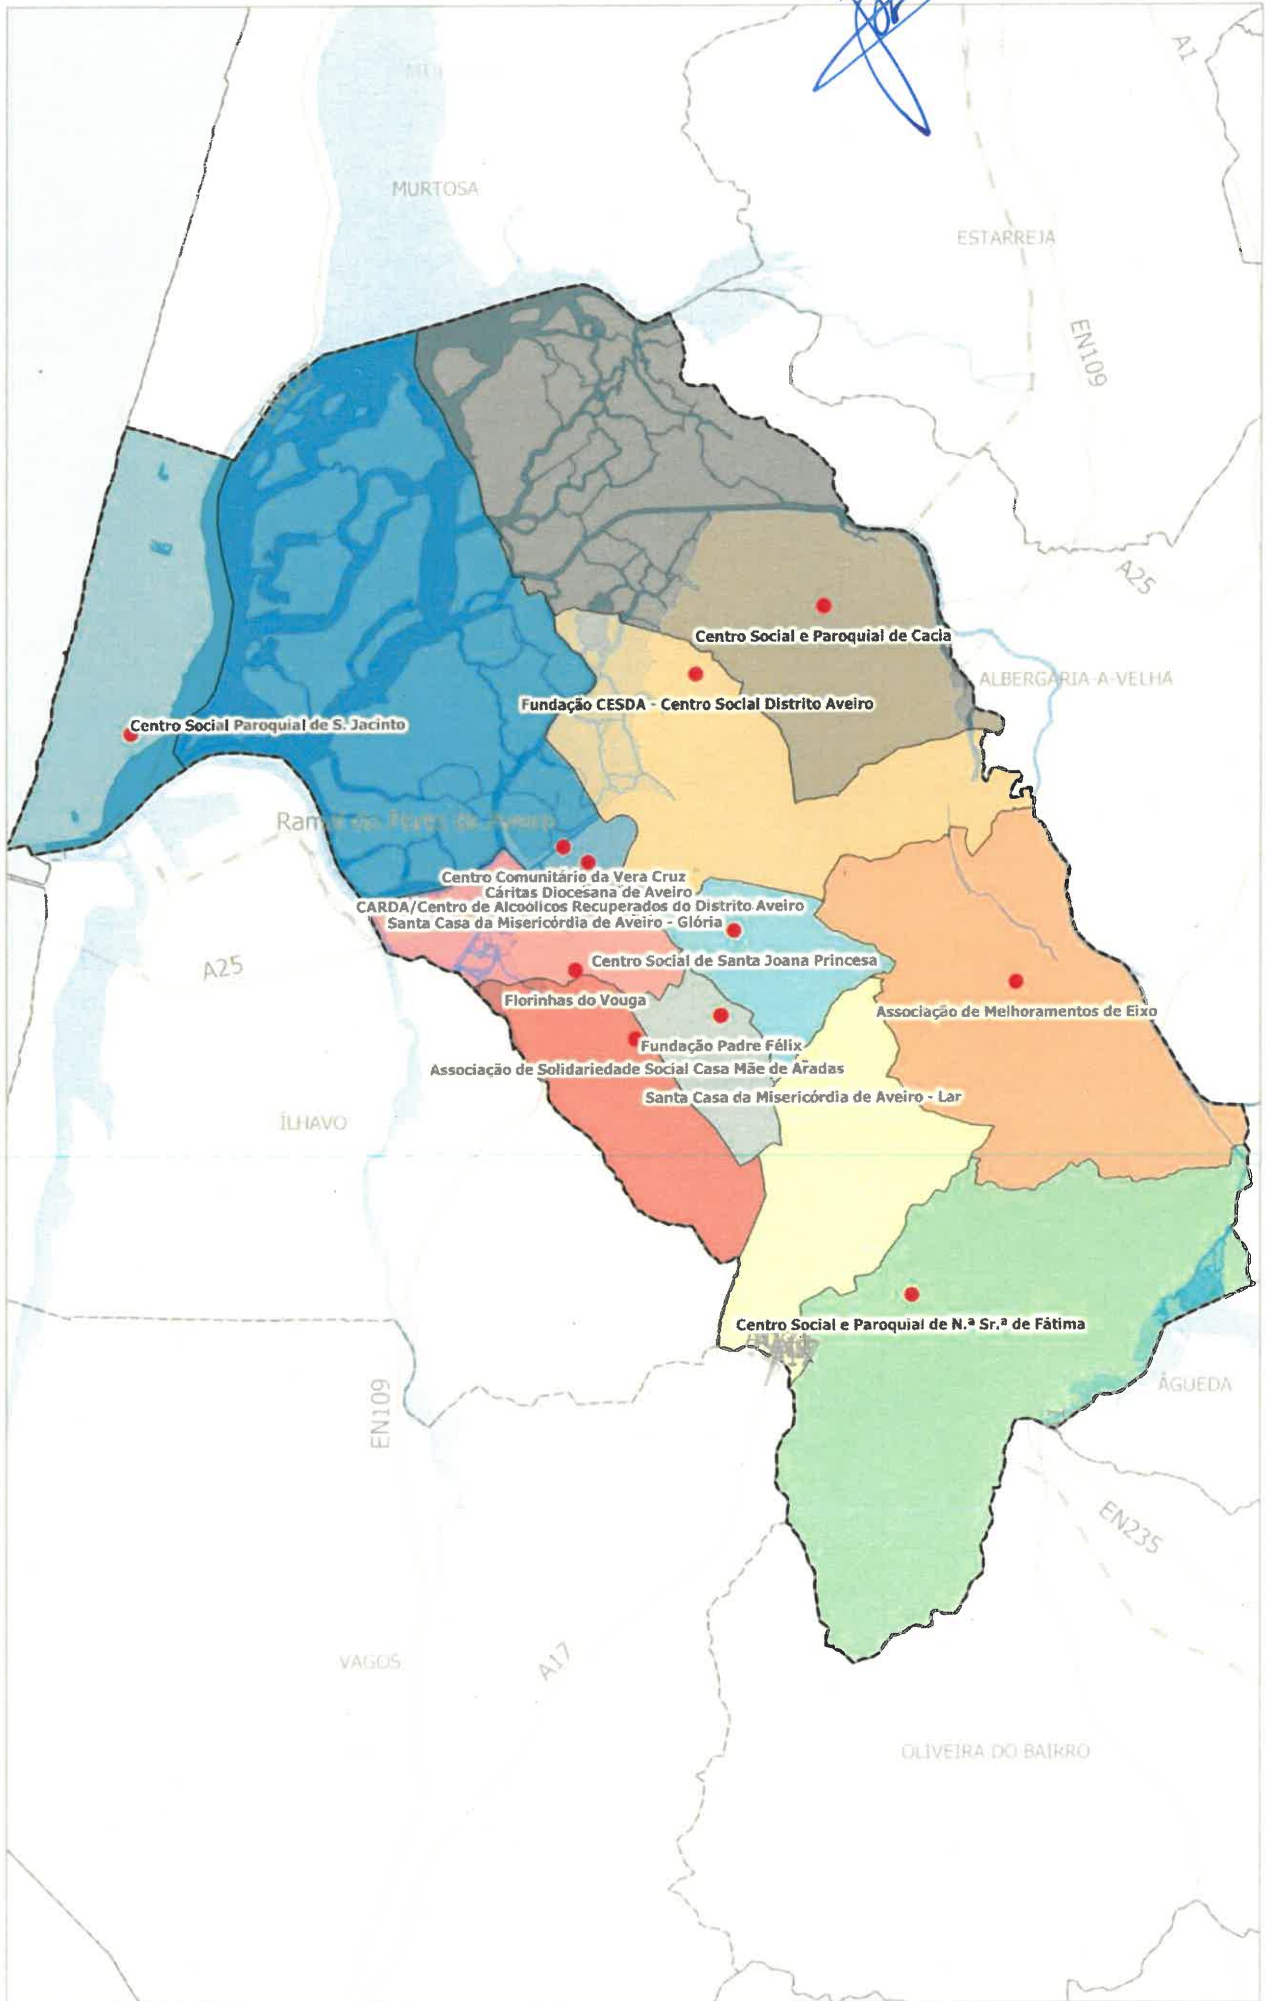 A1
MURTOSA
ESTARREJA
EN109
A25
Centro Social e Paroquial de Cacia
ALBERGARIA-A-VELHA
Fundação CESDA - Centro Social Distrito Aveiro
Centro Social Paroquial de S. Jacinto
Centro Comunitário da Vera Cruz
Cáritas Diocesana de Aveiro
CARDA/Centro de Alcoólicos Recuperados do Distrito Aveiro
Santa Casa da Misericórdia de Aveiro - Glória
Centro Social de Santa Joana Princesa
A25
Florinhas do Vouga
Associação de Melhoramentos de Eixo
Fundação Padre Félix
Associação de Solidariedade Social Casa Mãe de Aradas
Santa Casa da Misericórdia de Aveiro - Lar
ÍLHAVO
Centro Social e Paroquial de N.ª Sr.ª de Fátima
ÁGUEDA
EN109
EN235
VAGOS
A17
OLIVEIRA DO BAIRRO